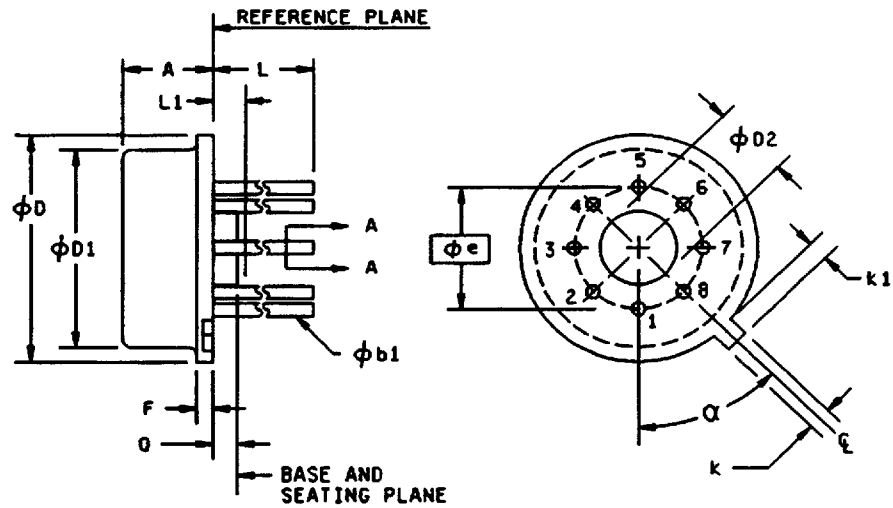 REFERENCE PLANE
A
L
L1
ϕD
ϕD1
A
A
ϕb1
F
Q
BASE AND
SEATING PLANE
ϕD2
5
4
6
ϕe
3
7
k1
2
8
1
α
k
℄